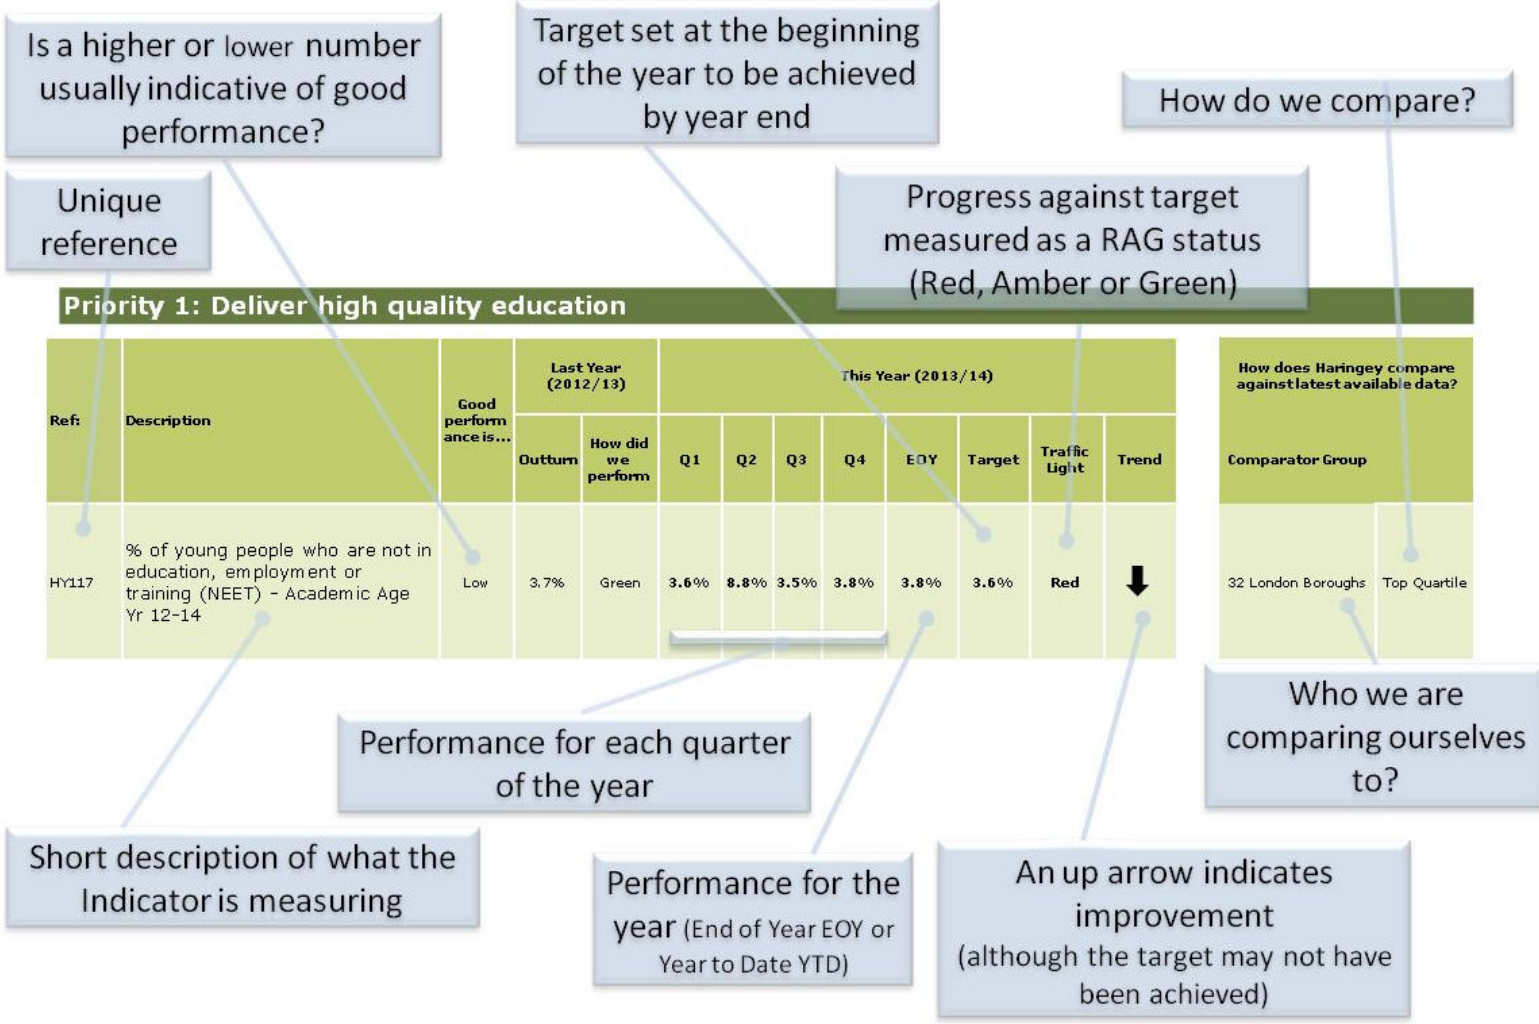 Is a higher or lower number
usually indicative of good
performance?
Target set at the beginning
of the year to be achieved
by year end
How do we compare?
Unique
reference
Progress against target
measured as a RAG status
(Red, Amber or Green)
Priority 1: Deliver high quality education
Ref:
Description
Good
perform
ance is...
Last Year
(2012/13)
This Year (2013/14)
How does Haringey compare
against latest available data?
Outturn
How did
we
perform
Q1
Q2
Q3
Q4
EOY
Target
Traffic
Light
Trend
Comparator Group
HY117
% of young people who are not in
education, employment or
training (NEET) - Academic Age
Yr 12-14
Low
3.7%
Green
3.6%
8.8%
3.5%
3.8%
3.8%
3.6%
Red
32 London Boroughs
Top Quartile
Performance for each quarter
of the year
Who we are
comparing ourselves
to?
Short description of what the
Indicator is measuring
Performance for the
year (End of Year EOY or
Year to Date YTD)
An up arrow indicates
improvement
(although the target may not have
been achieved)